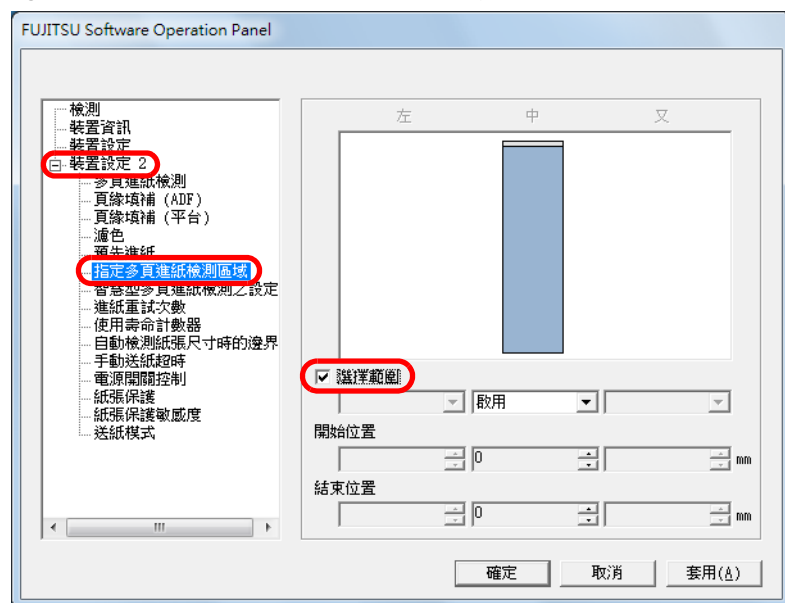 FUJITSU Software Operation Panel
檢測
裝置資訊
裝置設定
裝置設定 2
多頁進紙檢測
頁緣填補 (ADF)
頁緣填補 (平台)
濾色
預先進紙
指定多頁進紙檢測區域
智慧型多頁進紙檢測之設定
進紙重試次數
使用壽命計數器
自動檢測紙張尺寸時的邊界
手動送紙超時
電源開關控制
紙張保護
紙張保護敏感度
送紙模式
左 中 又
選擇範圍
啟用
開始位置
0 mm
結束位置
0 mm
確定 取消 套用(A)